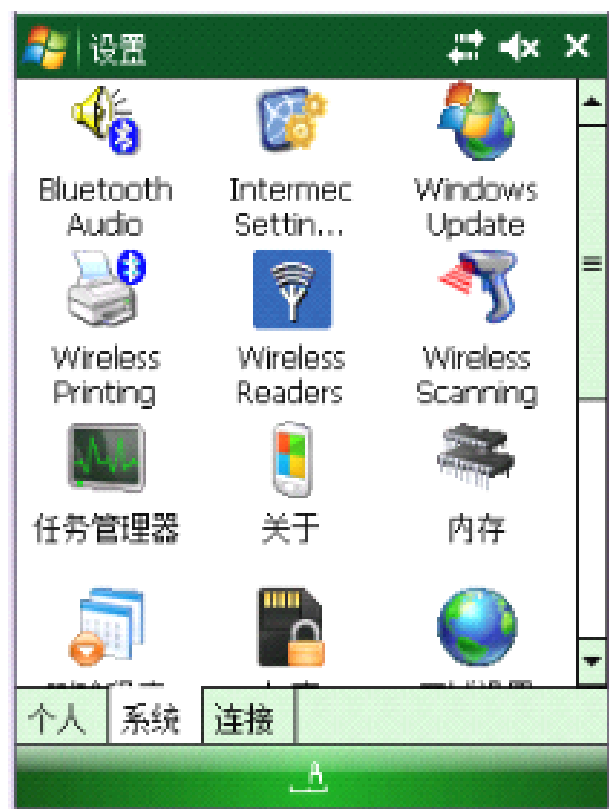 设置
Bluetooth Audio
Intermec Settin...
Windows Update
Wireless Printing
Wireless Readers
Wireless Scanning
任务管理器
关于
内存
个人
系统
连接
A